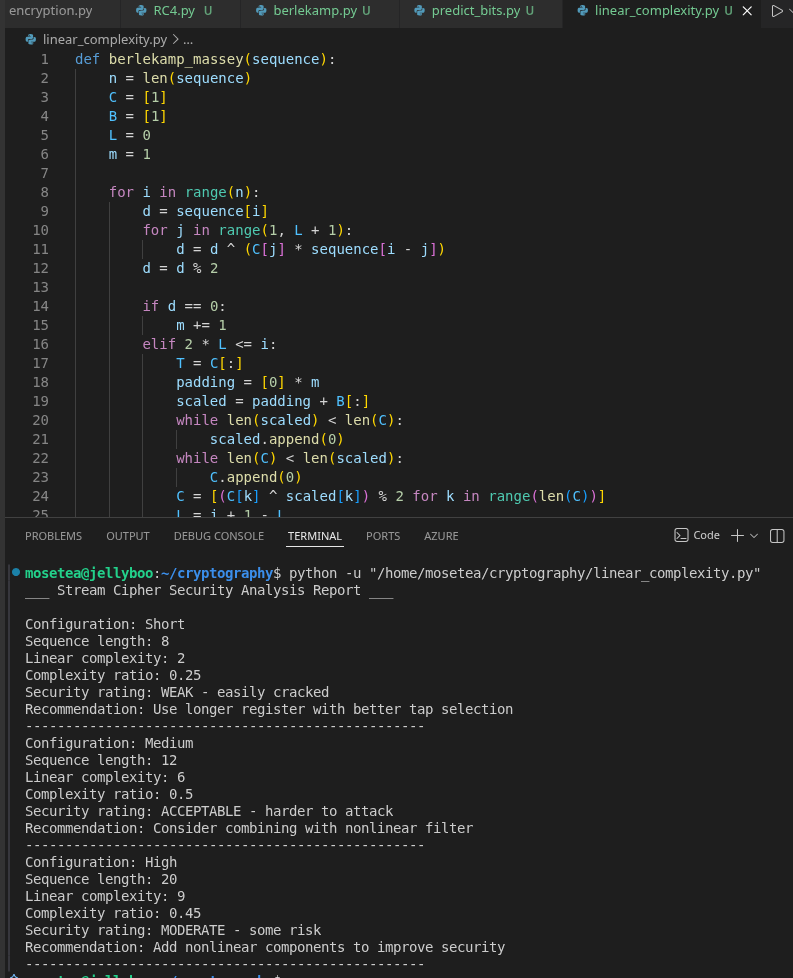 encryption.py RC4.py U berlekamp.py U predict_bits.py U linear_complexity.py U
linear_complexity.py > ...
1 def berlekamp_massey(sequence):
2     n = len(sequence)
3     C = [1]
4     B = [1]
5     L = 0
6     m = 1
7
8     for i in range(n):
9         d = sequence[i]
10         for j in range(1, L + 1):
11             d = d ^ (C[j] * sequence[i - j])
12         d = d % 2
13
14         if d == 0:
15             m += 1
16         elif 2 * L <= i:
17             T = C[:]
18             padding = [0] * m
19             scaled = padding + B[:]
20             while len(scaled) < len(C):
21                 scaled.append(0)
22             while len(C) < len(scaled):
23                 C.append(0)
24             C = [(C[k] ^ scaled[k]) % 2 for k in range(len(C))]
25             L = i + 1 - L
PROBLEMS OUTPUT DEBUG CONSOLE TERMINAL PORTS AZURE Code
mosetea@jellyboo:~/cryptography$ python -u "/home/mosetea/cryptography/linear_complexity.py"
___ Stream Cipher Security Analysis Report ___
Configuration: Short
Sequence length: 8
Linear complexity: 2
Complexity ratio: 0.25
Security rating: WEAK - easily cracked
Recommendation: Use longer register with better tap selection
--------------------------------------------------
Configuration: Medium
Sequence length: 12
Linear complexity: 6
Complexity ratio: 0.5
Security rating: ACCEPTABLE - harder to attack
Recommendation: Consider combining with nonlinear filter
--------------------------------------------------
Configuration: High
Sequence length: 20
Linear complexity: 9
Complexity ratio: 0.45
Security rating: MODERATE - some risk
Recommendation: Add nonlinear components to improve security
--------------------------------------------------